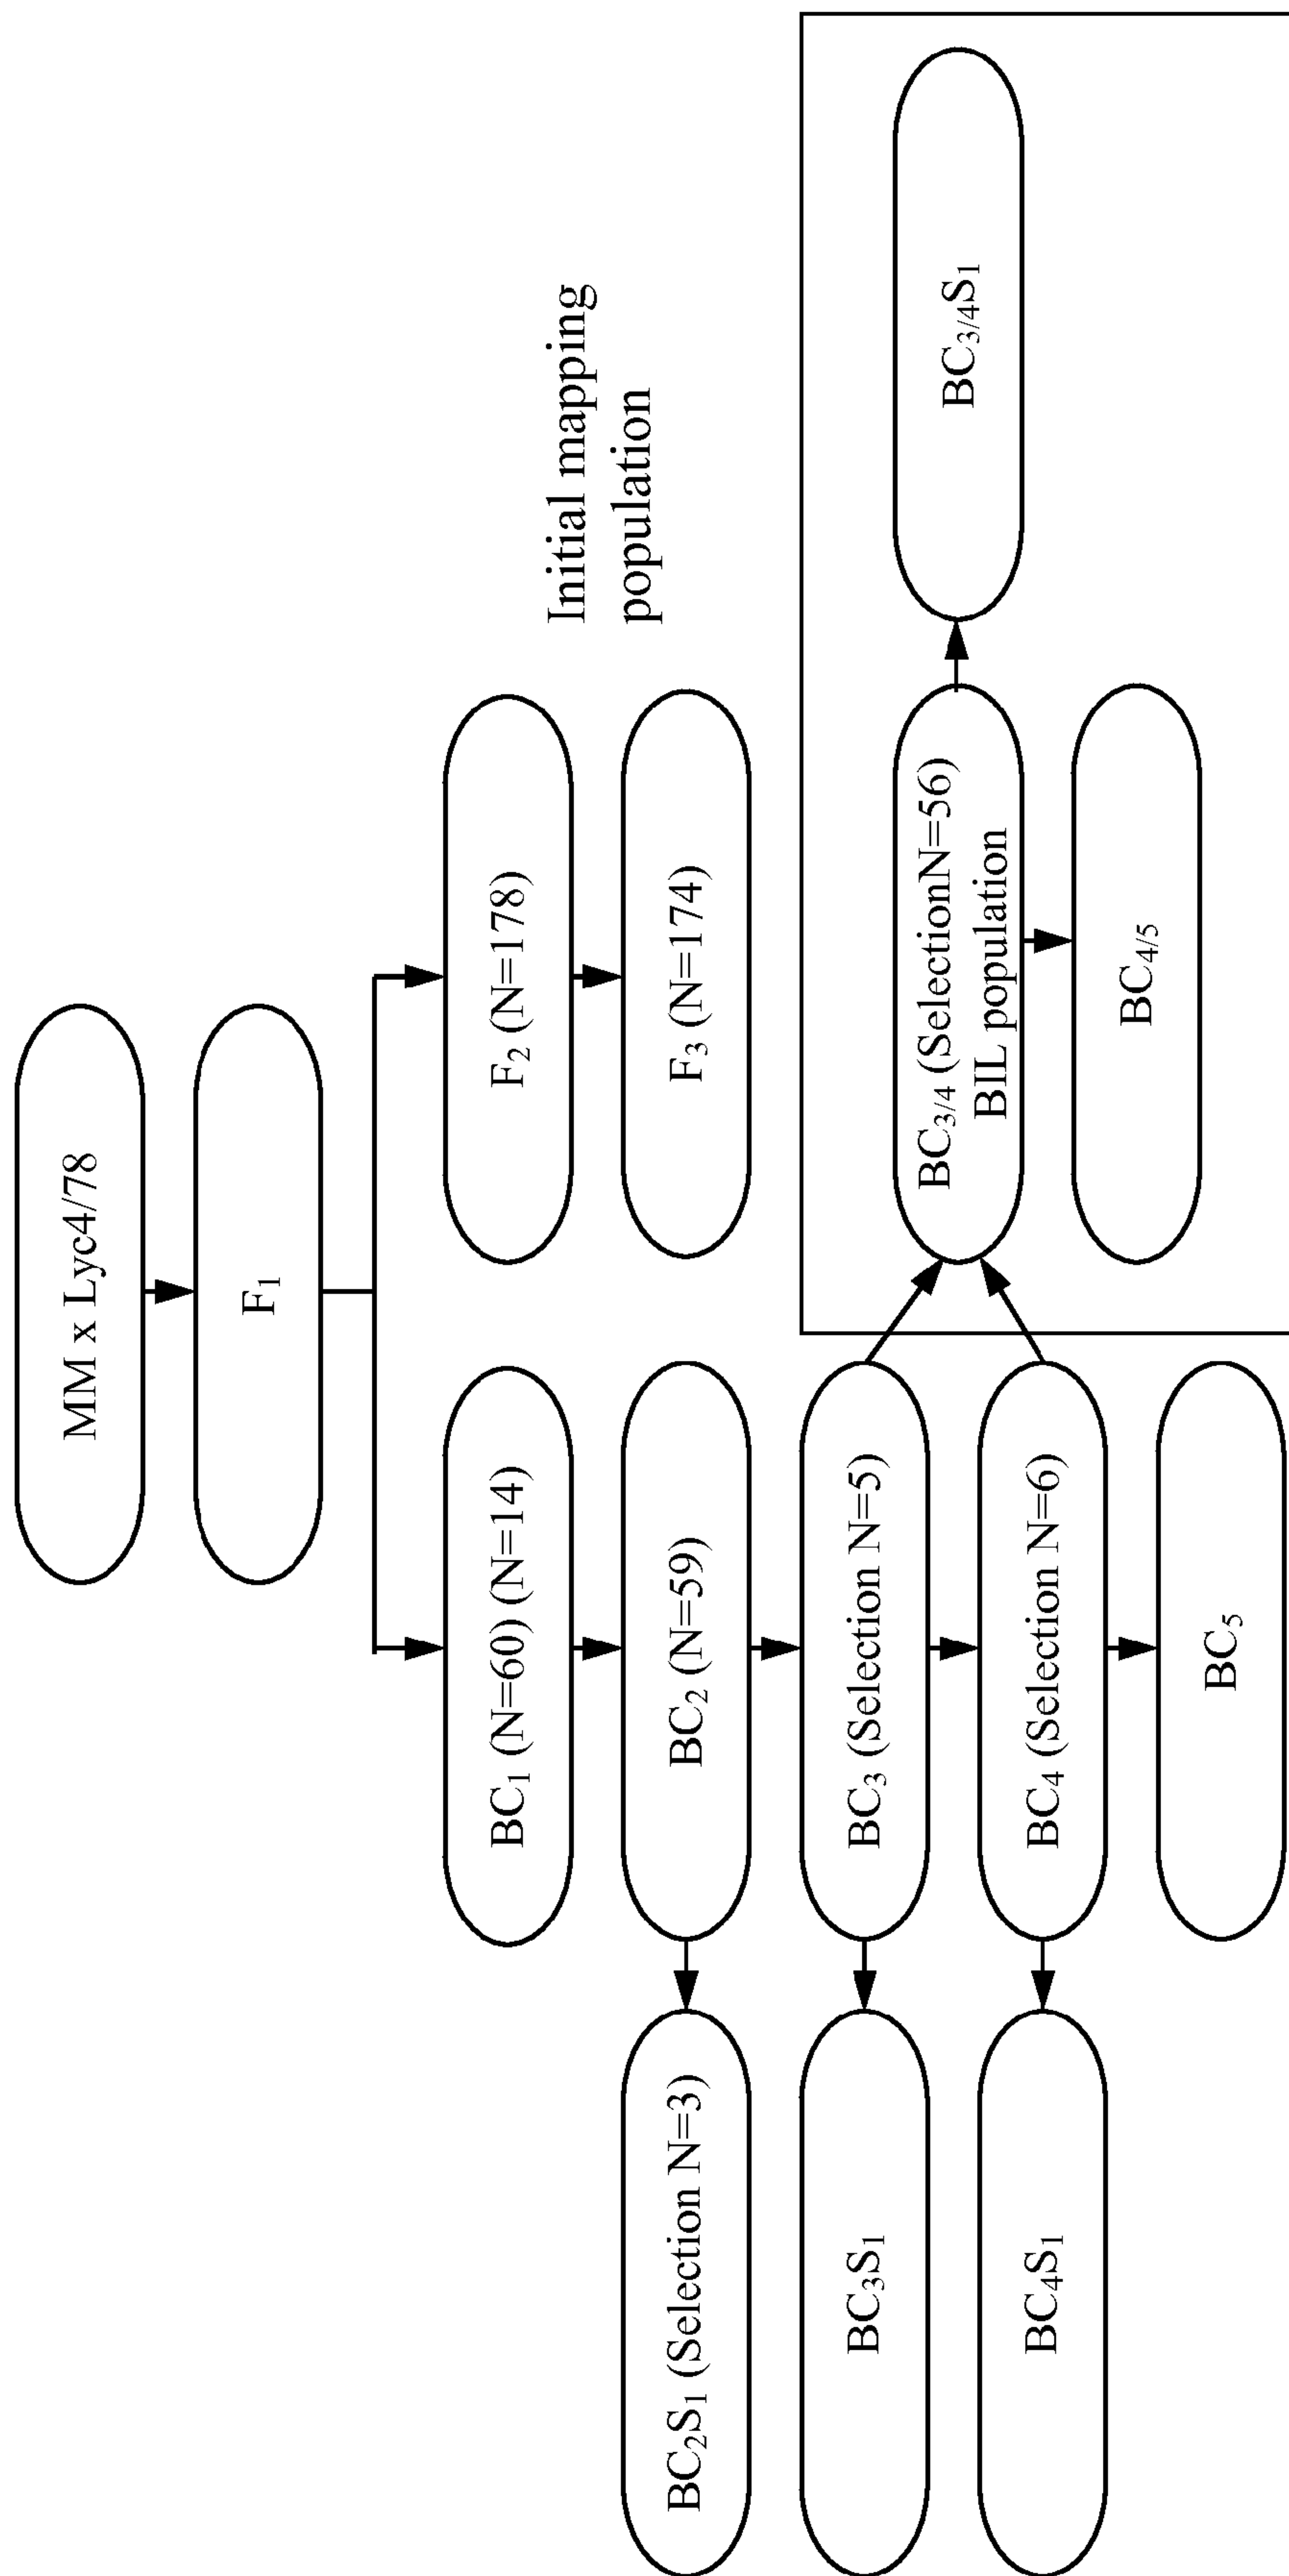 MM x Lyc4/78
F₁
BC₁ (N=60) (N=14)
F₂ (N=178)
Initial mapping
population
BC₂S₁ (Selection N=3)
BC₂ (N=59)
F₃ (N=174)
BC₃S₁
BC₃ (Selection N=5)
BC₃/₄ (SelectionN=56)
BIL population
BC₃/₄S₁
BC₄S₁
BC₄ (Selection N=6)
BC₄/₅
BC₅